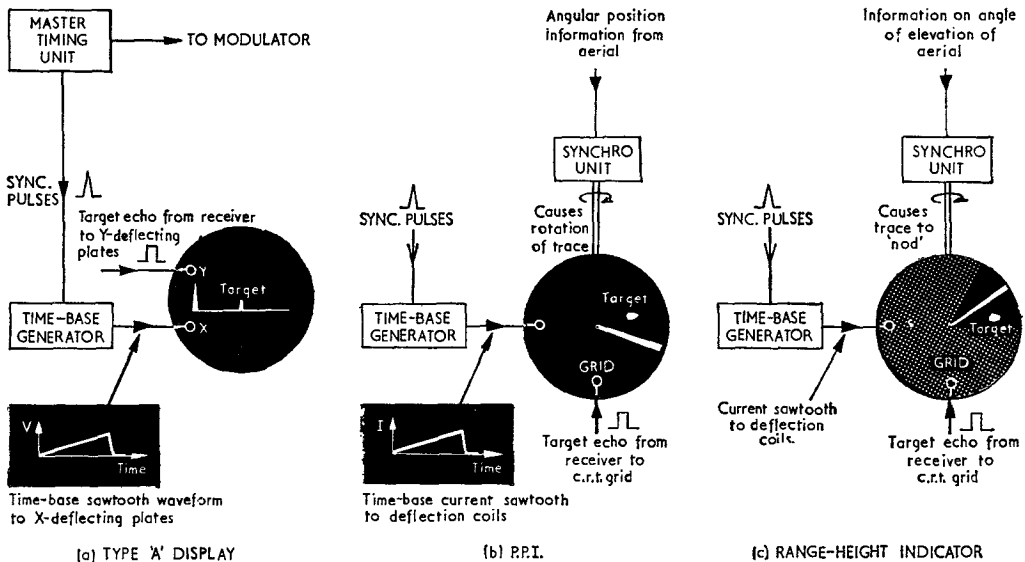 MASTER
TIMING
UNIT
TO MODULATOR
SYNC.
PULSES
Target echo from receiver
to Y-deflecting
plates
Y
Target
X
TIME-BASE
GENERATOR
V
Time
Time-base sawtooth waveform
to X-deflecting plates
(a) TYPE 'A' DISPLAY
Angular position
information from
aerial
SYNCHRO
UNIT
SYNC. PULSES
Causes
rotation
of trace
TIME-BASE
GENERATOR
Target
GRID
I
Time
Target echo from
receiver to
c.r.t. grid
Time-base current sawtooth
to deflection coils
(b) P.P.I.
Information on angle
of elevation of
aerial
SYNCHRO
UNIT
SYNC. PULSES
Causes
trace to
'nod'
TIME-BASE
GENERATOR
Target
GRID
Current sawtooth
to deflection
coils.
Target echo from
receiver to
c.r.t. grid
(c) RANGE-HEIGHT INDICATOR